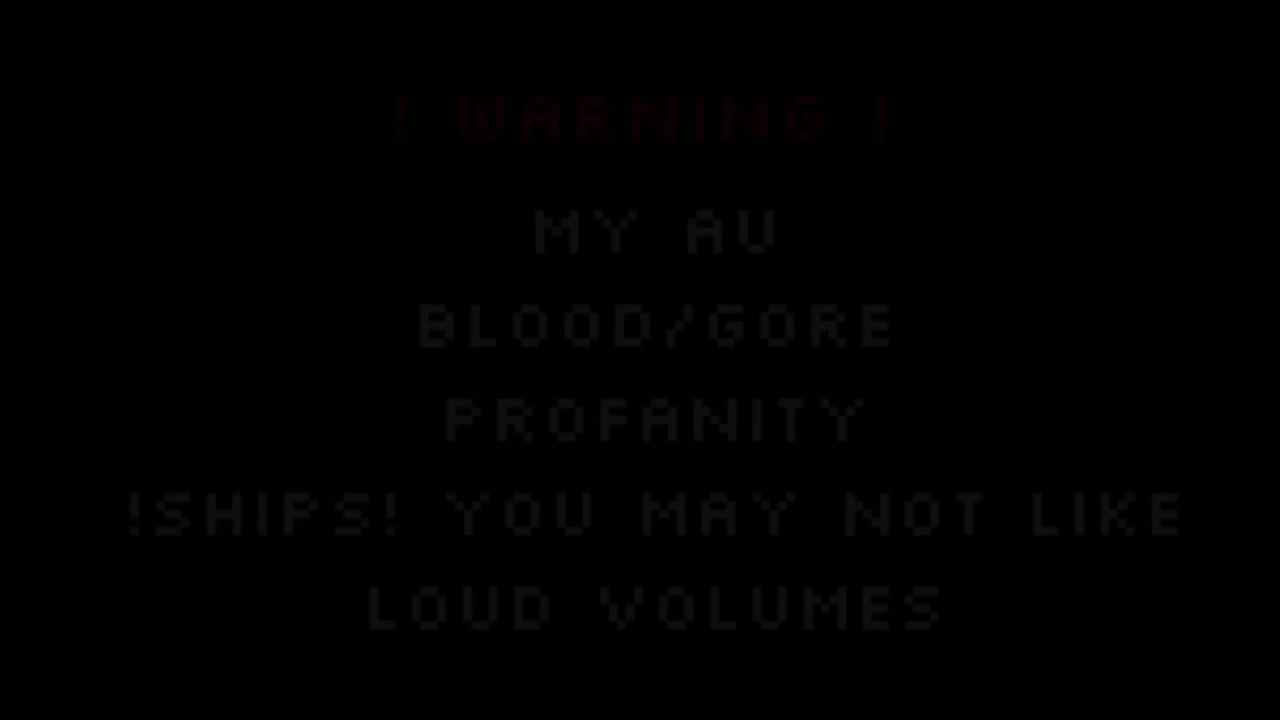 ! WARNING !
MY AU
BLOOD/GORE
PROFANITY
!SHIPS! YOU MAY NOT LIKE
LOUD VOLUMES